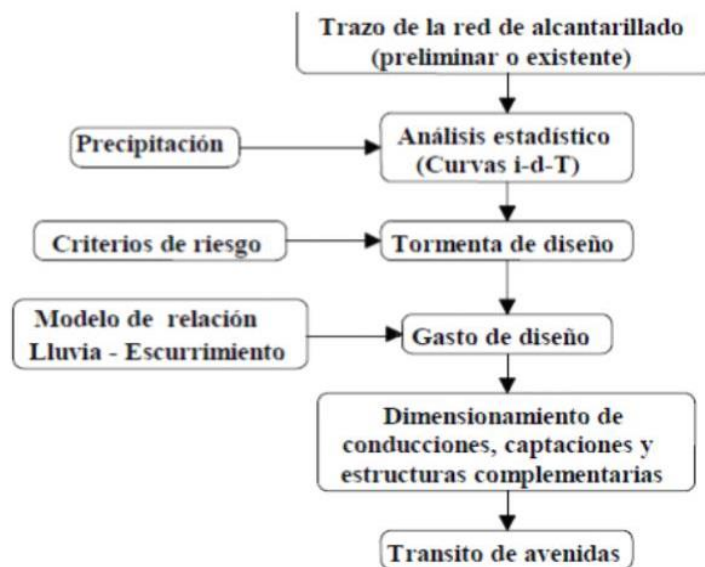 Trazo de la red de alcantarillado
(preliminar o existente)
Precipitación
Análisis estadístico
(Curvas i-d-T)
Criterios de riesgo
Tormenta de diseño
Modelo de relación
Lluvia - Escurrimiento
Gasto de diseño
Dimensionamiento de
conducciones, captaciones y
estructuras complementarias
Transito de avenidas